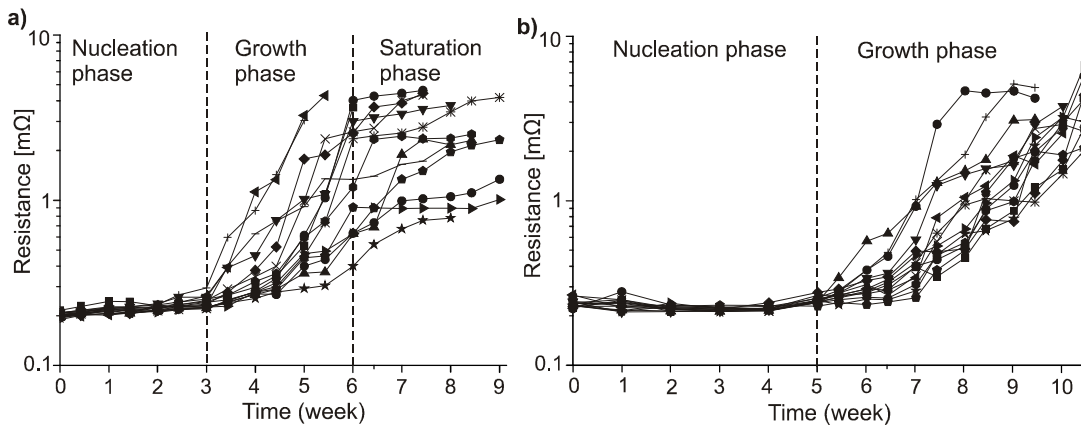 a)
10
Nucleation
phase
Growth
phase
Saturation
phase
1
0.1
Resistance [mΩ]
0 1 2 3 4 5 6 7 8 9
Time (week)
b)
10
Nucleation phase
Growth phase
1
0.1
Resistance [mΩ]
0 1 2 3 4 5 6 7 8 9 10
Time (week)